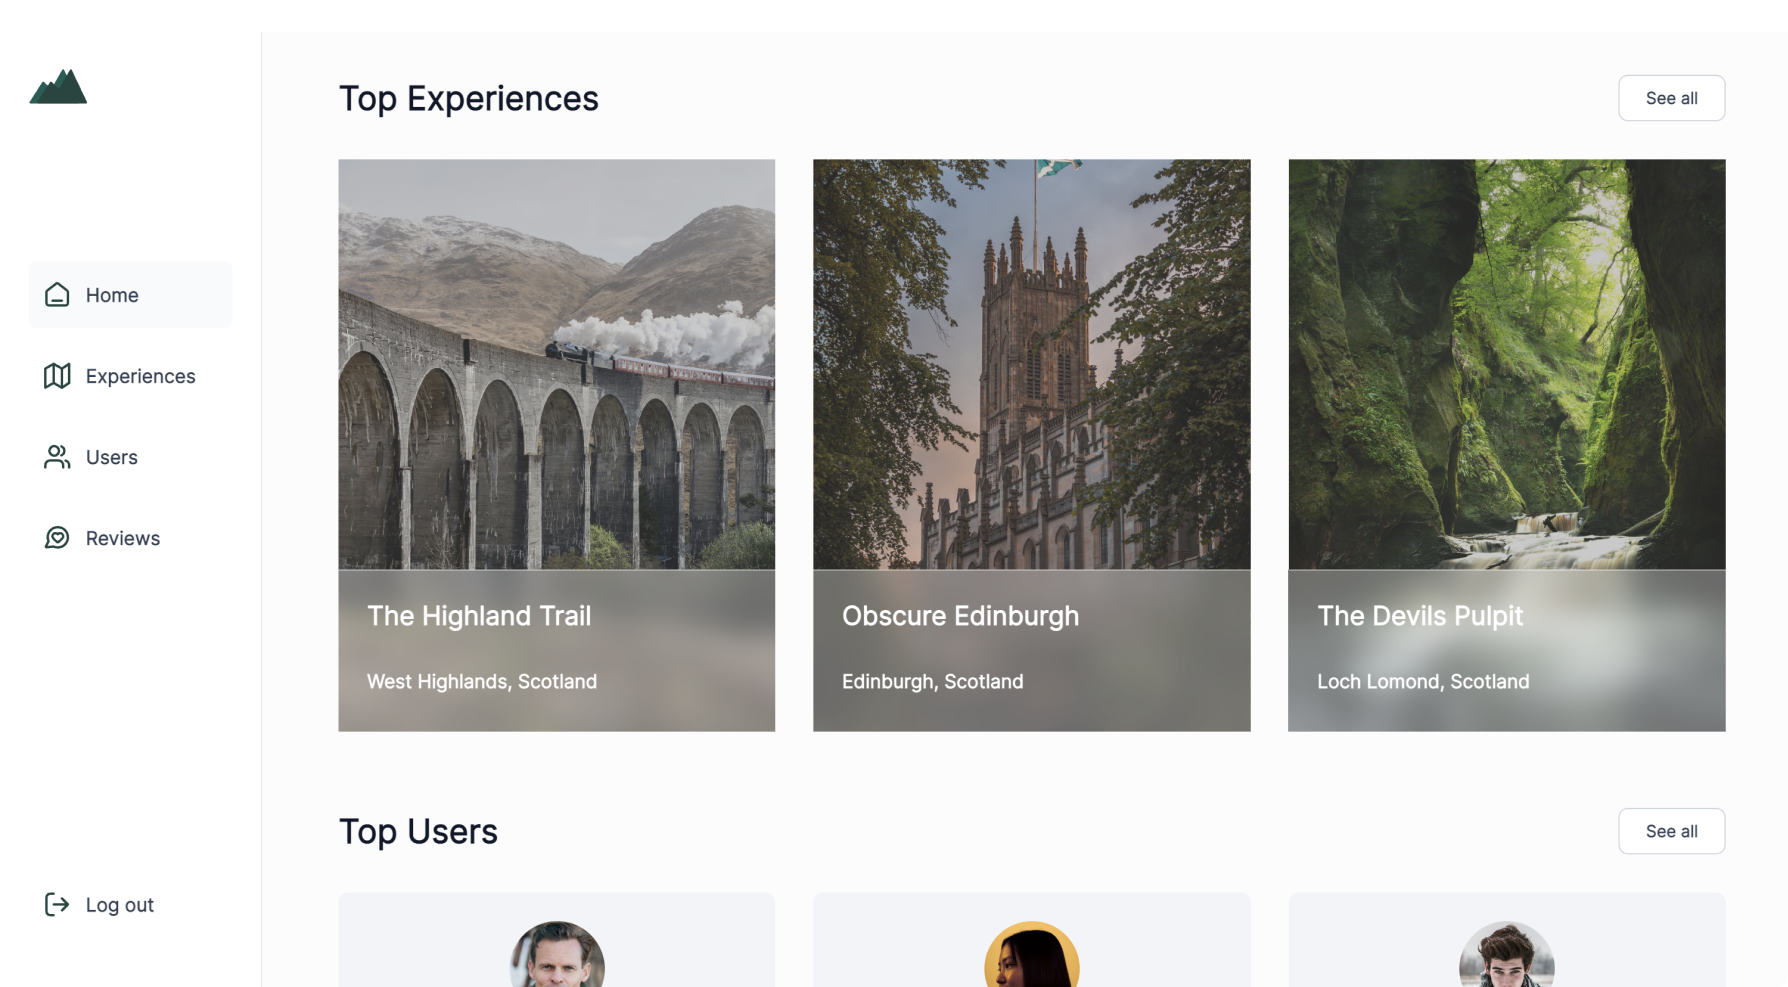 Top Experiences
See all
Home
Experiences
Users
Reviews
The Highland Trail
West Highlands, Scotland
Obscure Edinburgh
Edinburgh, Scotland
The Devils Pulpit
Loch Lomond, Scotland
Top Users
See all
Log out